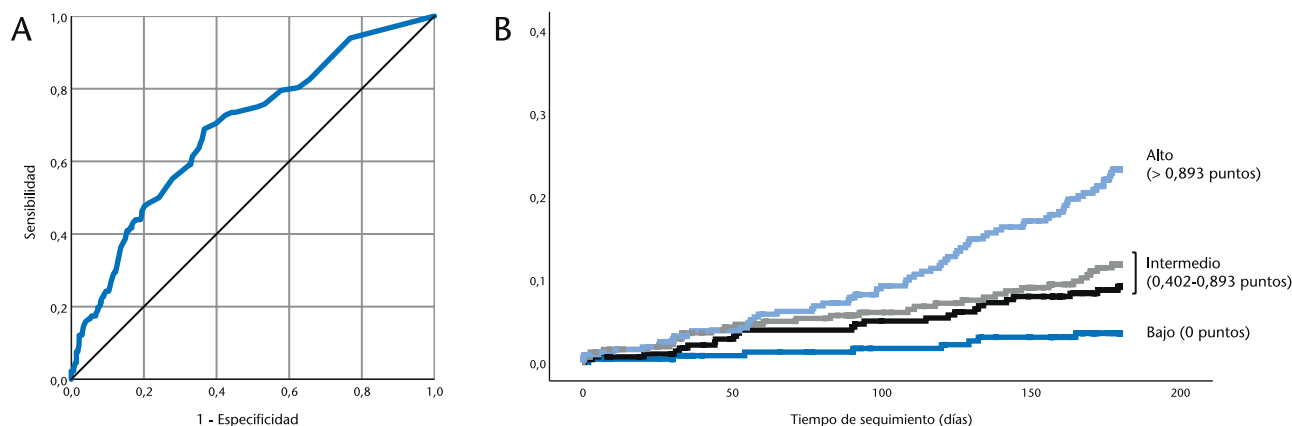 A
Sensibilidad
1,0
0,8
0,6
0,4
0,2
0,0
0,0 0,2 0,4 0,6 0,8 1,0
1 - Especificidad
B
0,4
0,3
0,2
0,1
0,0
0 50 100 150 200
Tiempo de seguimiento (días)
Alto
(> 0,893 puntos)
Intermedio
(0,402-0,893 puntos)
Bajo (0 puntos)